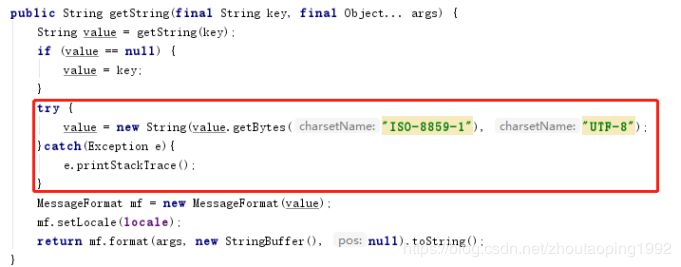 public String getString(final String key, final Object... args) {
    String value = getString(key);
    if (value == null) {
        value = key;
    }
    try {
        value = new String(value.getBytes( charsetName: "ISO-8859-1"), charsetName: "UTF-8");
    }catch(Exception e){
        e.printStackTrace();
    }
    MessageFormat mf = new MessageFormat(value);
    mf.setLocale(locale);
    return mf.format(args, new StringBuffer(), pos: null).toString();
}
https://blog.csdn.net/zhoutaoping1992